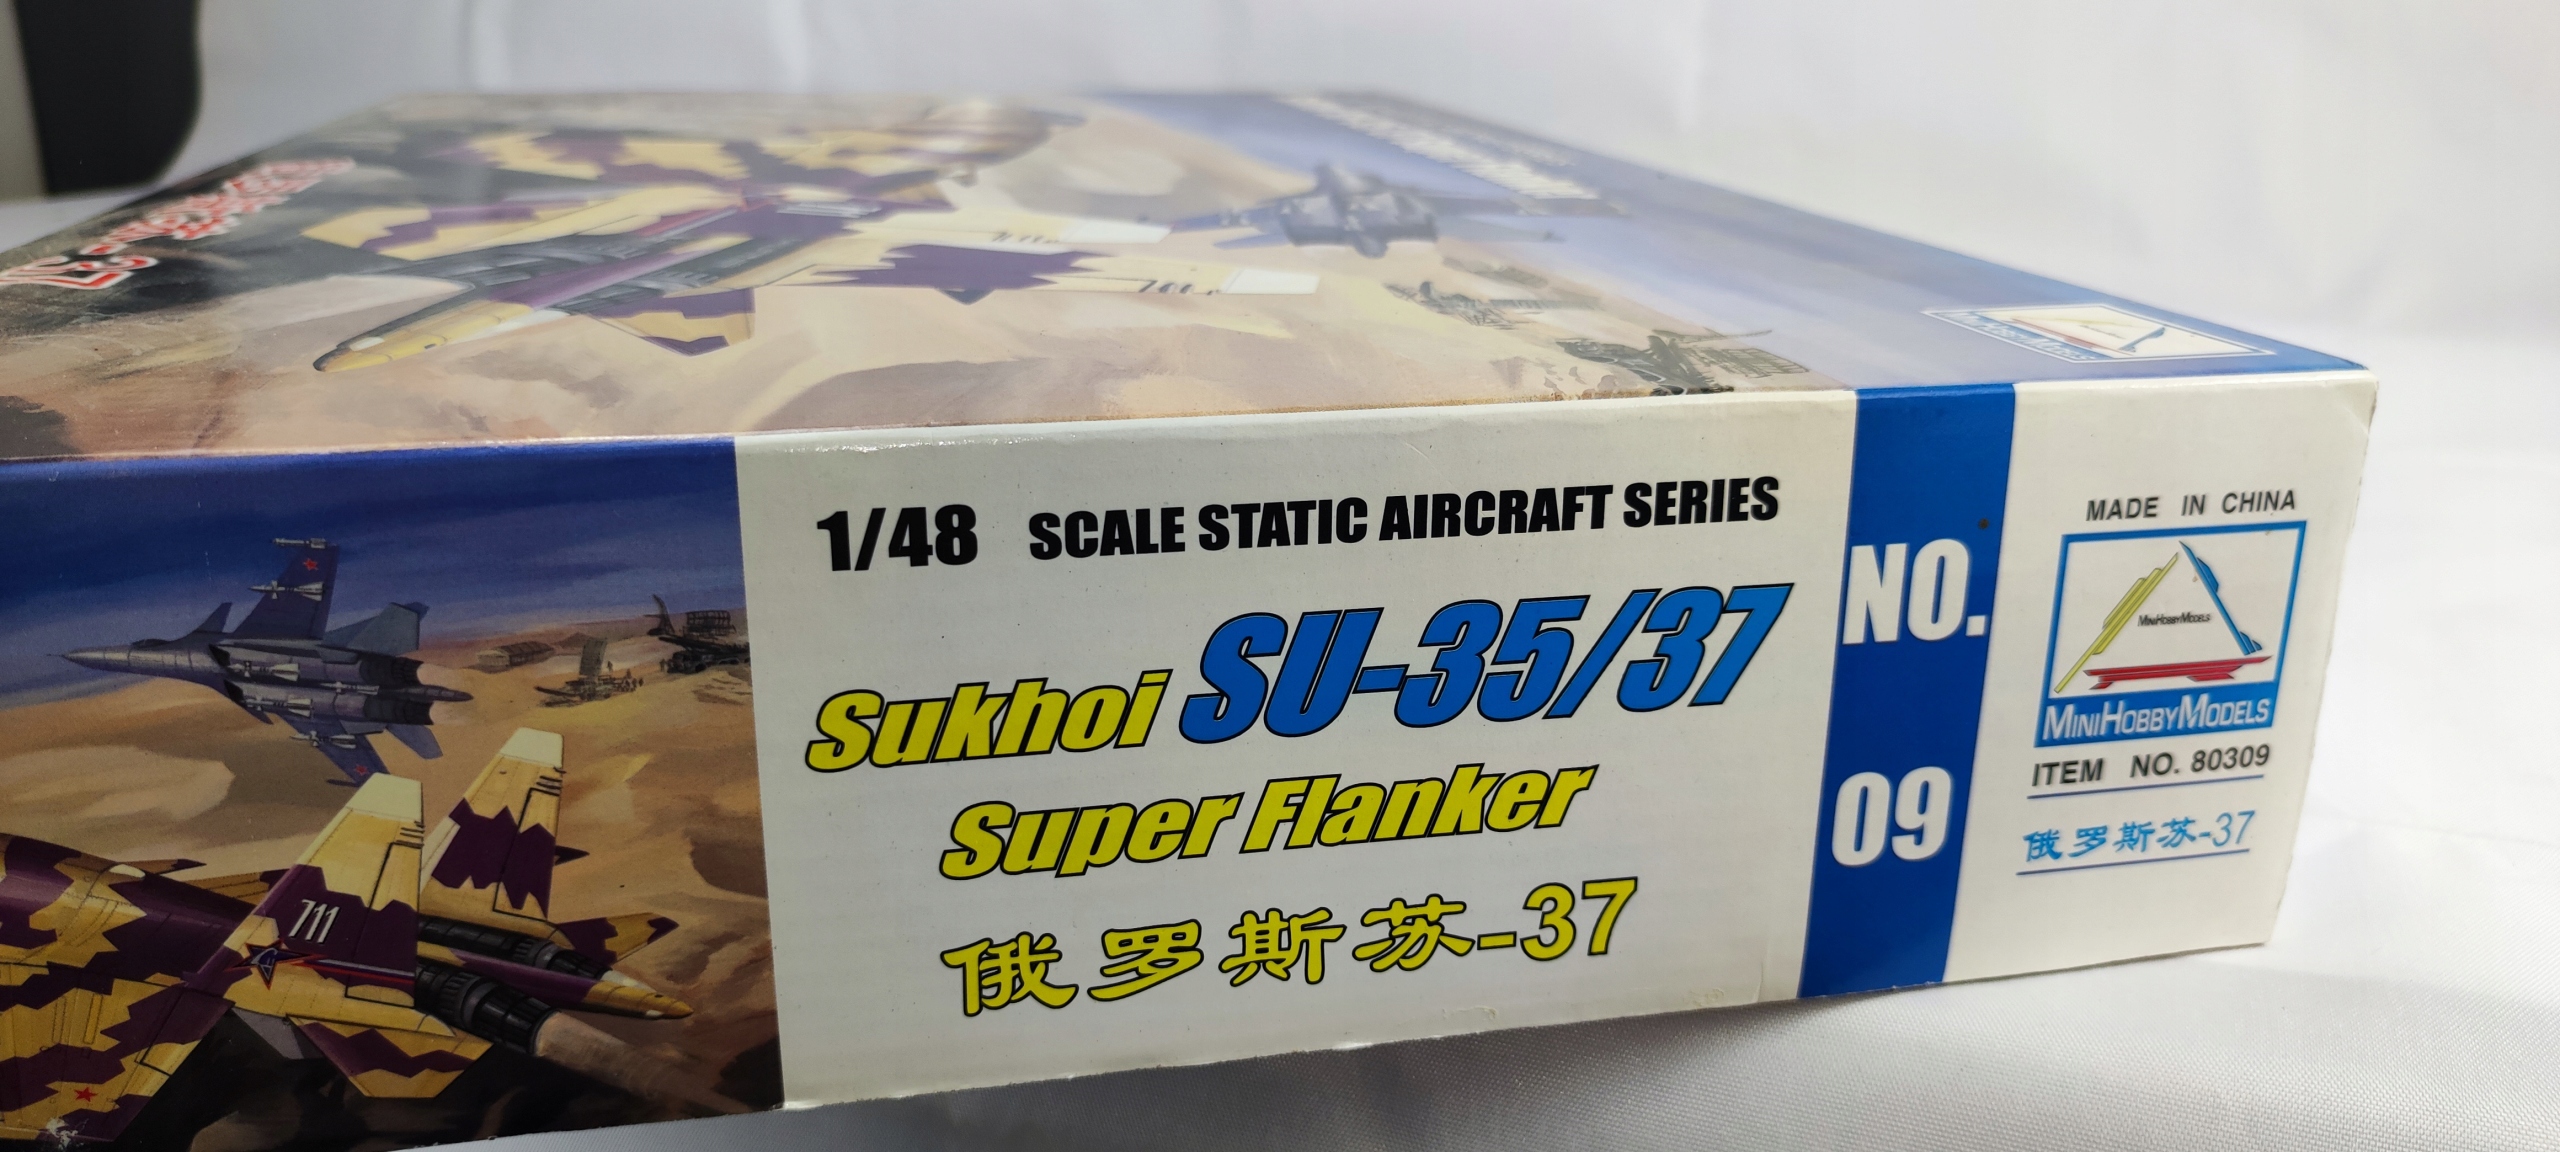 1/48 SCALE STATIC AIRCRAFT SERIES
Sukhoi SU-35/37
Super Flanker
俄罗斯苏-37
NO.
09
MADE IN CHINA
MINIHOBBYMODELS
MINIHOBBYMODELS
ITEM NO. 80309
俄罗斯苏-37
711